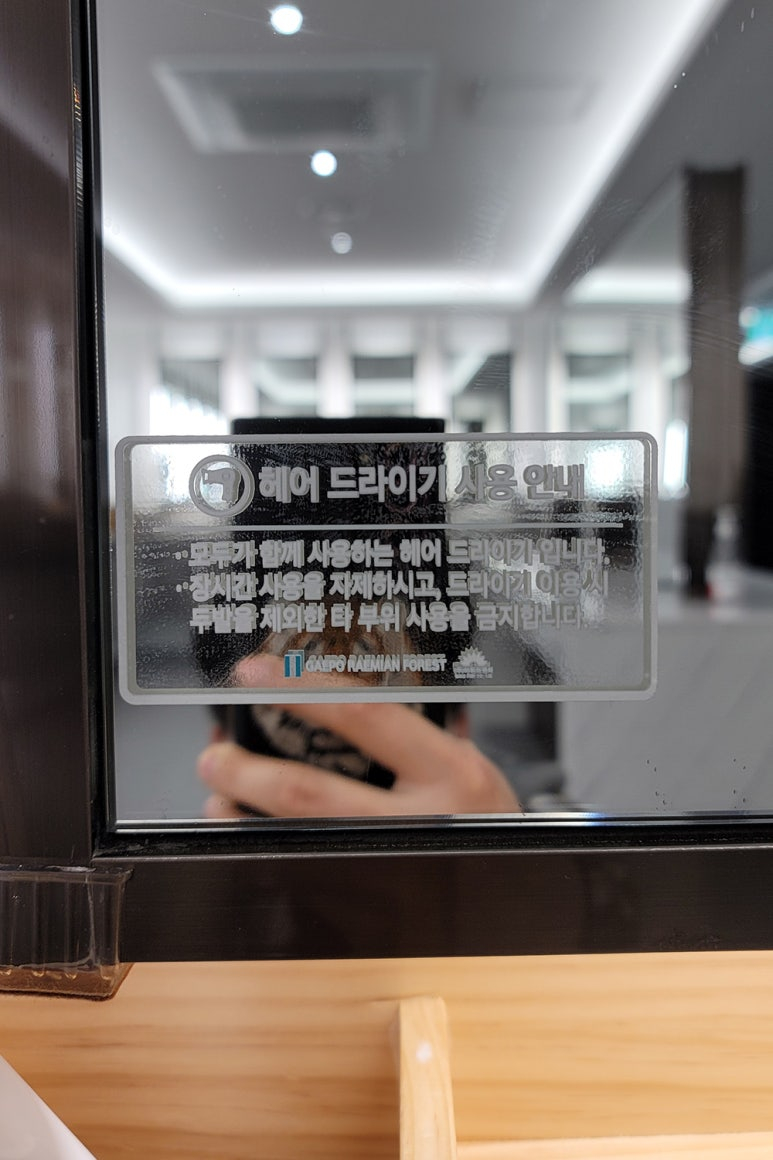 헤어 드라이기 사용 안내
모두가 함께 사용하는 헤어 드라이기 입니다.
장시간 사용을 자제하시고, 드라이기 이용 시
두발을 제외한 타 부위 사용을 금지합니다.
GAEPO RAEMIAN FOREST